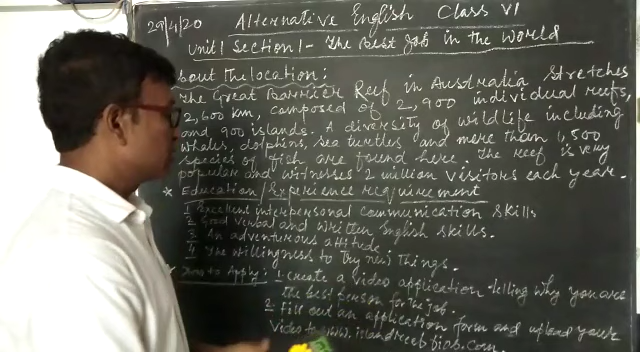 29/4/20
Alternative English Class VI
Unit 1 Section 1- The Best Job in the World
bout the location:
The Great Barrier Reef in Australia stretches
2,600 km, composed of 2,900 individual reefs,
and 900 islands. A diversity of wildlife including
whales, dolphins, sea turtles and more than 1,500
species of fish are found here. The reef is very
popular and witnesses 2 million visitors each year.
* Education/Experience requirement
1 Excellent interpersonal communication skills
2 Good verbal and written English skills.
3 An adventurous attitude.
4 The willingness to try new things.
* How to Apply: 1. create a video application telling why you are
the best person for the job.
2. Fill out an application form and upload your
video to www.islandreefjob.com.